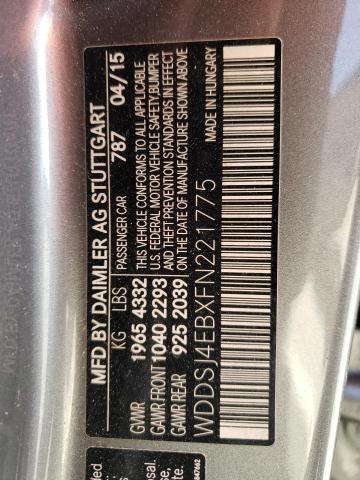 MFD BY DAIMLER AG STUTTGART
KG LBS PASSENGER CAR 787 04/15
GVWR 1965 4332 THIS VEHICLE CONFORMS TO ALL APPLICABLE
GAWR FRONT 1040 2293 U.S. FEDERAL MOTOR VEHICLE SAFETY, BUMPER
GAWR REAR 925 2039 AND THEFT PREVENTION STANDARDS IN EFFECT
ON THE DATE OF MANUFACTURE SHOWN ABOVE
WDDSJ4EBXFN221775 MADE IN HUNGARY